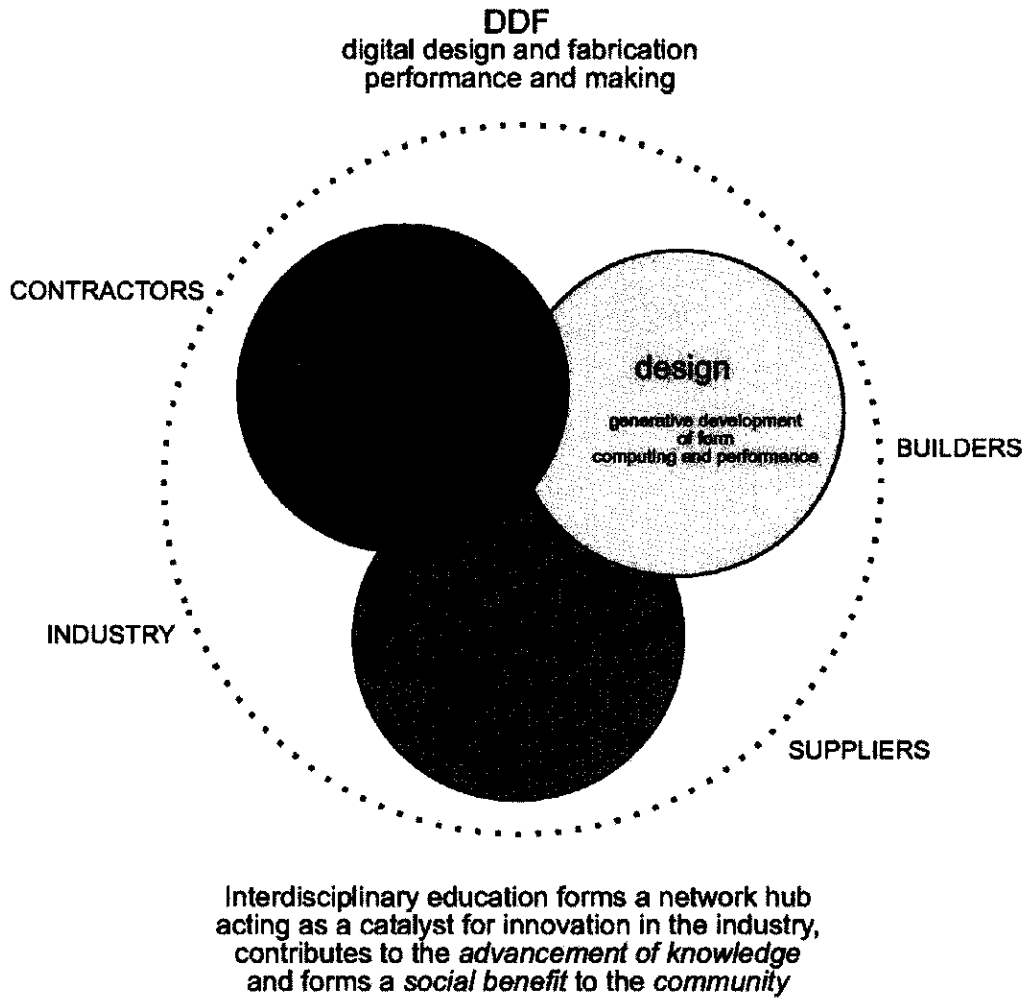 DDF
digital design and fabrication
performance and making
CONTRACTORS
design
generative development
of form
computing and performance
BUILDERS
INDUSTRY
SUPPLIERS
Interdisciplinary education forms a network hub
acting as a catalyst for innovation in the industry,
contributes to the advancement of knowledge
and forms a social benefit to the community